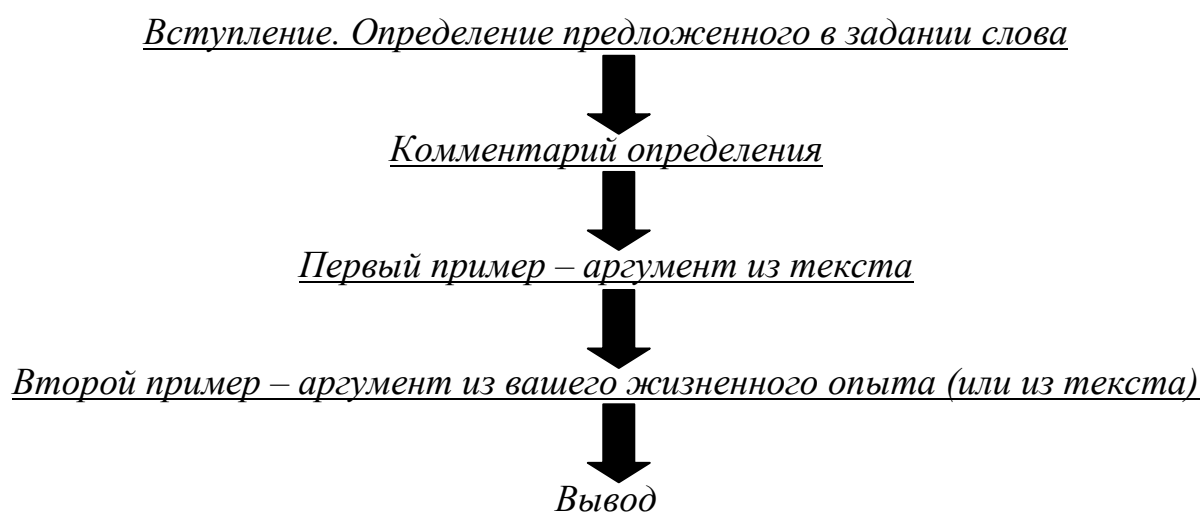 Вступление. Определение предложенного в задании слова
Комментарий определения
Первый пример – аргумент из текста
Второй пример – аргумент из вашего жизненного опыта (или из текста)
Вывод